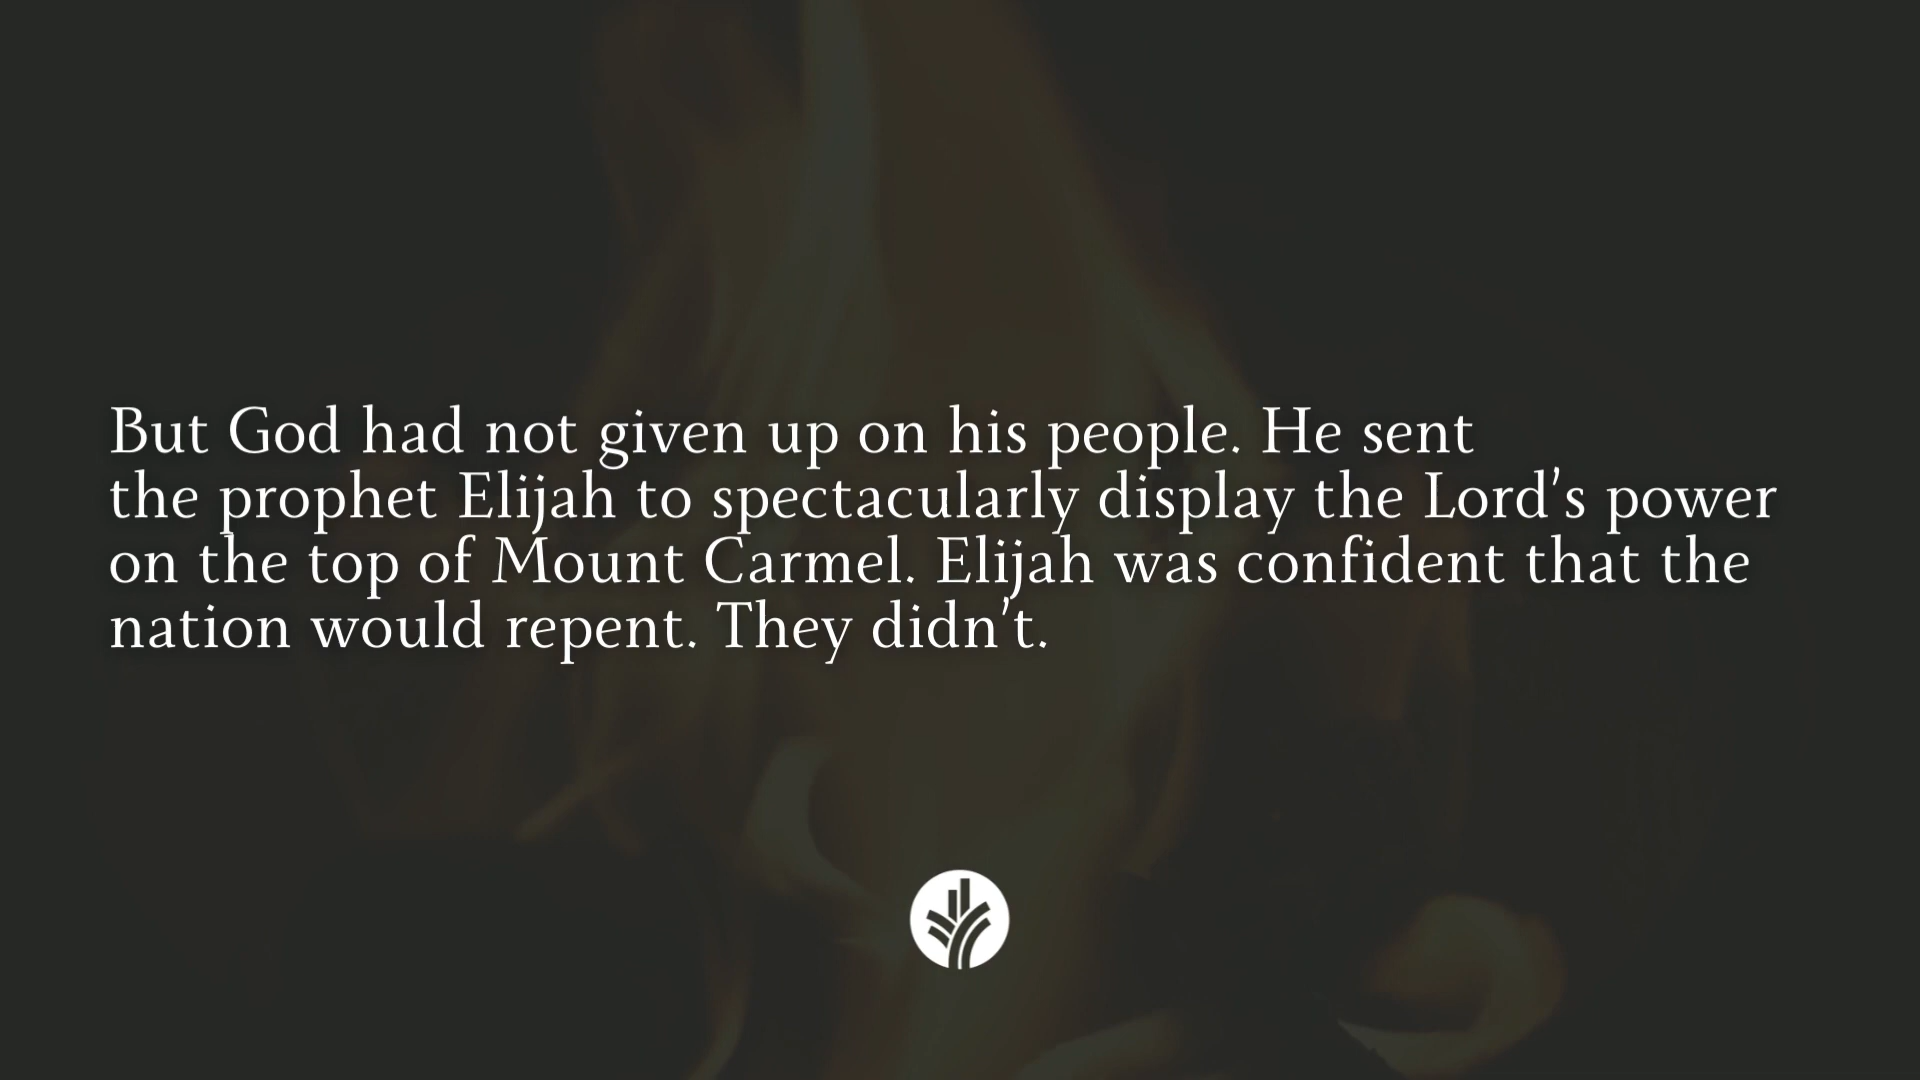 But God had not given up on his people. He sent
the prophet Elijah to spectacularly display the Lord's power
on the top of Mount Carmel. Elijah was confident that the
nation would repent. They didn't.